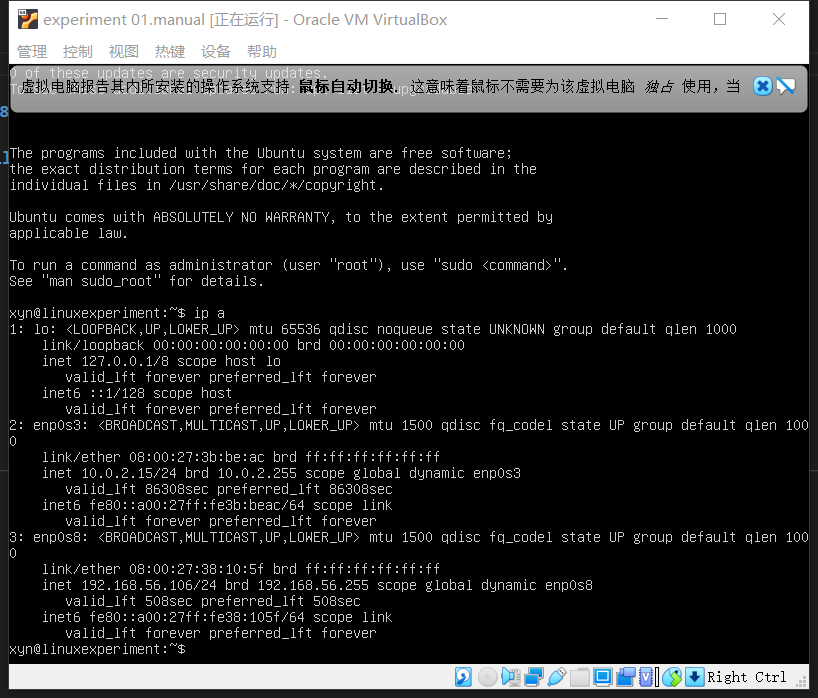 experiment 01.manual [正在运行] - Oracle VM VirtualBox
管理 控制 视图 热键 设备 帮助
0 of these updates are security updates.
虚拟电脑报告其内所安装的操作系统支持 鼠标自动切换. 这意味着鼠标不需要为该虚拟电脑 独占 使用，当
The programs included with the Ubuntu system are free software;
the exact distribution terms for each program are described in the
individual files in /usr/share/doc/*/copyright.
Ubuntu comes with ABSOLUTELY NO WARRANTY, to the extent permitted by
applicable law.
To run a command as administrator (user "root"), use "sudo <command>".
See "man sudo_root" for details.
xyn@linuxexperiment:~$ ip a
1: lo: <LOOPBACK,UP,LOWER_UP> mtu 65536 qdisc noqueue state UNKNOWN group default qlen 1000
link/loopback 00:00:00:00:00:00 brd 00:00:00:00:00:00
inet 127.0.0.1/8 scope host lo
valid_lft forever preferred_lft forever
inet6 ::1/128 scope host
valid_lft forever preferred_lft forever
2: enp0s3: <BROADCAST,MULTICAST,UP,LOWER_UP> mtu 1500 qdisc fq_codel state UP group default qlen 100
0
link/ether 08:00:27:3b:be:ac brd ff:ff:ff:ff:ff:ff
inet 10.0.2.15/24 brd 10.0.2.255 scope global dynamic enp0s3
valid_lft 86308sec preferred_lft 86308sec
inet6 fe80::a00:27ff:fe3b:beac/64 scope link
valid_lft forever preferred_lft forever
3: enp0s8: <BROADCAST,MULTICAST,UP,LOWER_UP> mtu 1500 qdisc fq_codel state UP group default qlen 100
0
link/ether 08:00:27:38:10:5f brd ff:ff:ff:ff:ff:ff
inet 192.168.56.106/24 brd 192.168.56.255 scope global dynamic enp0s8
valid_lft 508sec preferred_lft 508sec
inet6 fe80::a00:27ff:fe38:105f/64 scope link
valid_lft forever preferred_lft forever
xyn@linuxexperiment:~$
Right Ctrl